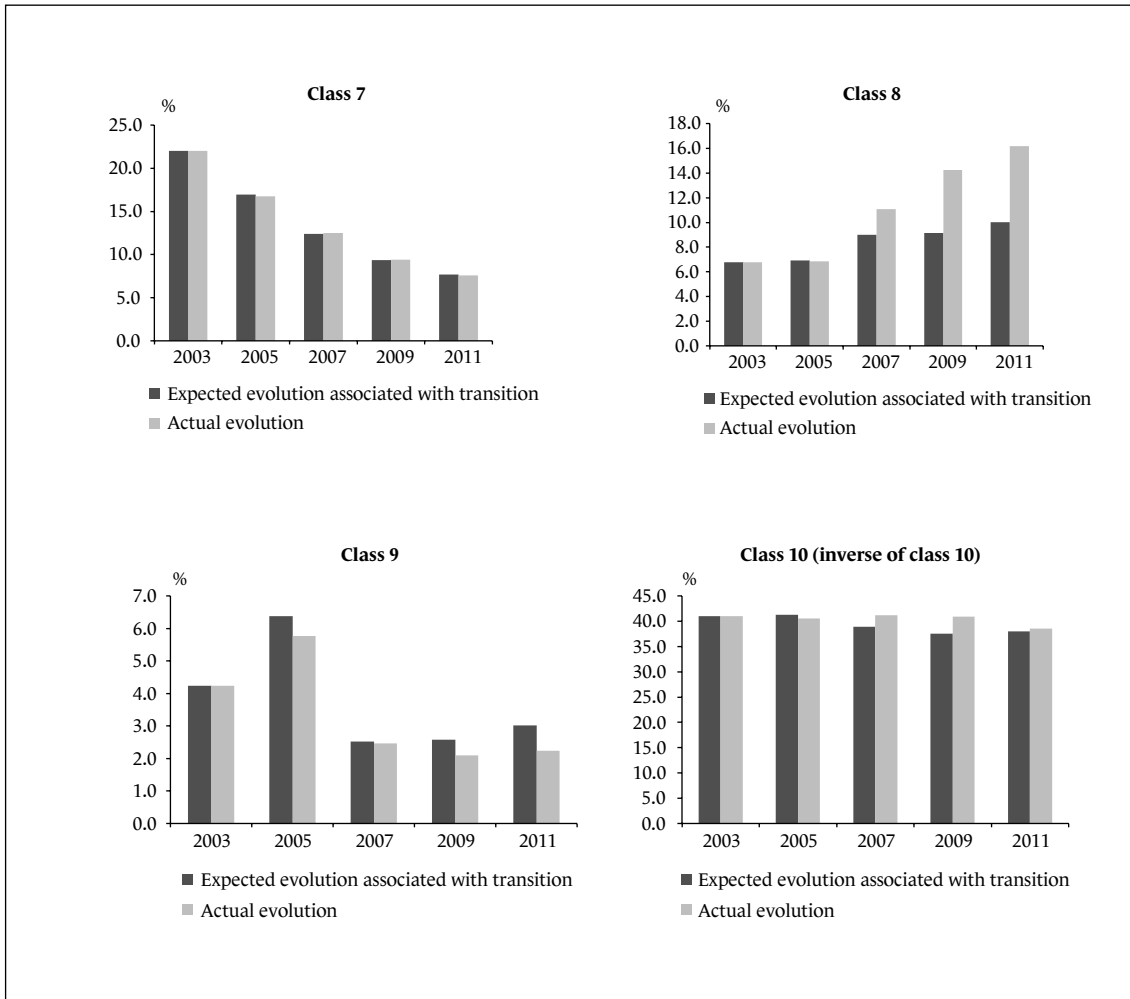 Class 7
%
25.0
20.0
15.0
10.0
5.0
0.0
2003 2005 2007 2009 2011
Expected evolution associated with transition
Actual evolution
Class 8
%
18.0
16.0
14.0
12.0
10.0
8.0
6.0
4.0
2.0
0.0
2003 2005 2007 2009 2011
Expected evolution associated with transition
Actual evolution
Class 9
%
7.0
6.0
5.0
4.0
3.0
2.0
1.0
0.0
2003 2005 2007 2009 2011
Expected evolution associated with transition
Actual evolution
Class 10 (inverse of class 10)
%
45.0
40.0
35.0
30.0
25.0
20.0
15.0
10.0
5.0
0.0
2003 2005 2007 2009 2011
Expected evolution associated with transition
Actual evolution